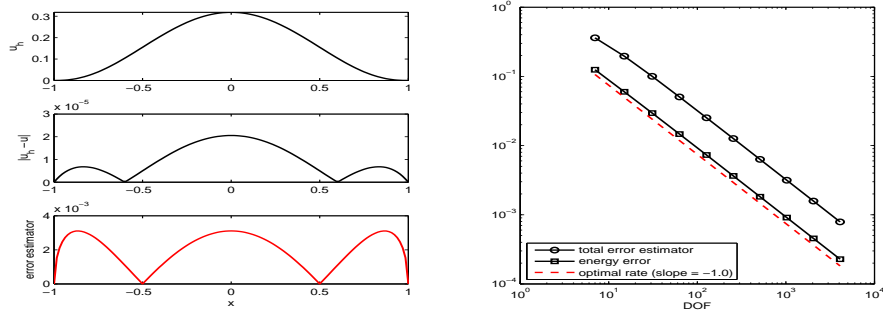 0.3
0.2
0.1
0
u_h
−1 −0.5 0 0.5 1
x 10^−5
3
2
1
0
|u_h −u|
−1 −0.5 0 0.5 1
x 10^−3
4
2
0
error estimator
−1 −0.5 0 0.5 1
x
10^0
10^−1
10^−2
10^−3
10^−4
total error estimator
energy error
optimal rate (slope = −1.0)
10^0 10^1 10^2 10^3 10^4
DOF